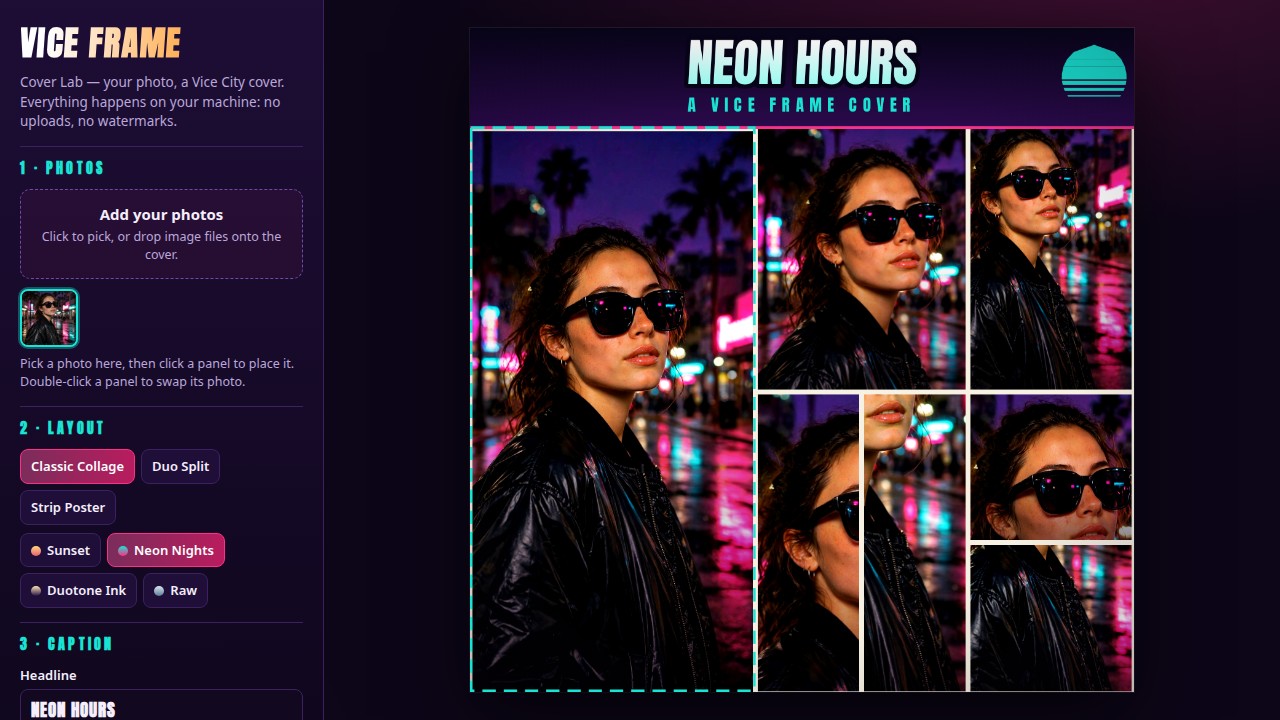 VICE FRAME
Cover Lab — your photo, a Vice City cover.
Everything happens on your machine: no
uploads, no watermarks.
1 · PHOTOS
Add your photos
Click to pick, or drop image files onto the
cover.
Pick a photo here, then click a panel to place it.
Double-click a panel to swap its photo.
2 · LAYOUT
Classic Collage
Duo Split
Strip Poster
Sunset
Neon Nights
Duotone Ink
Raw
3 · CAPTION
Headline
NEON HOURS
NEON HOURS
A VICE FRAME COVER